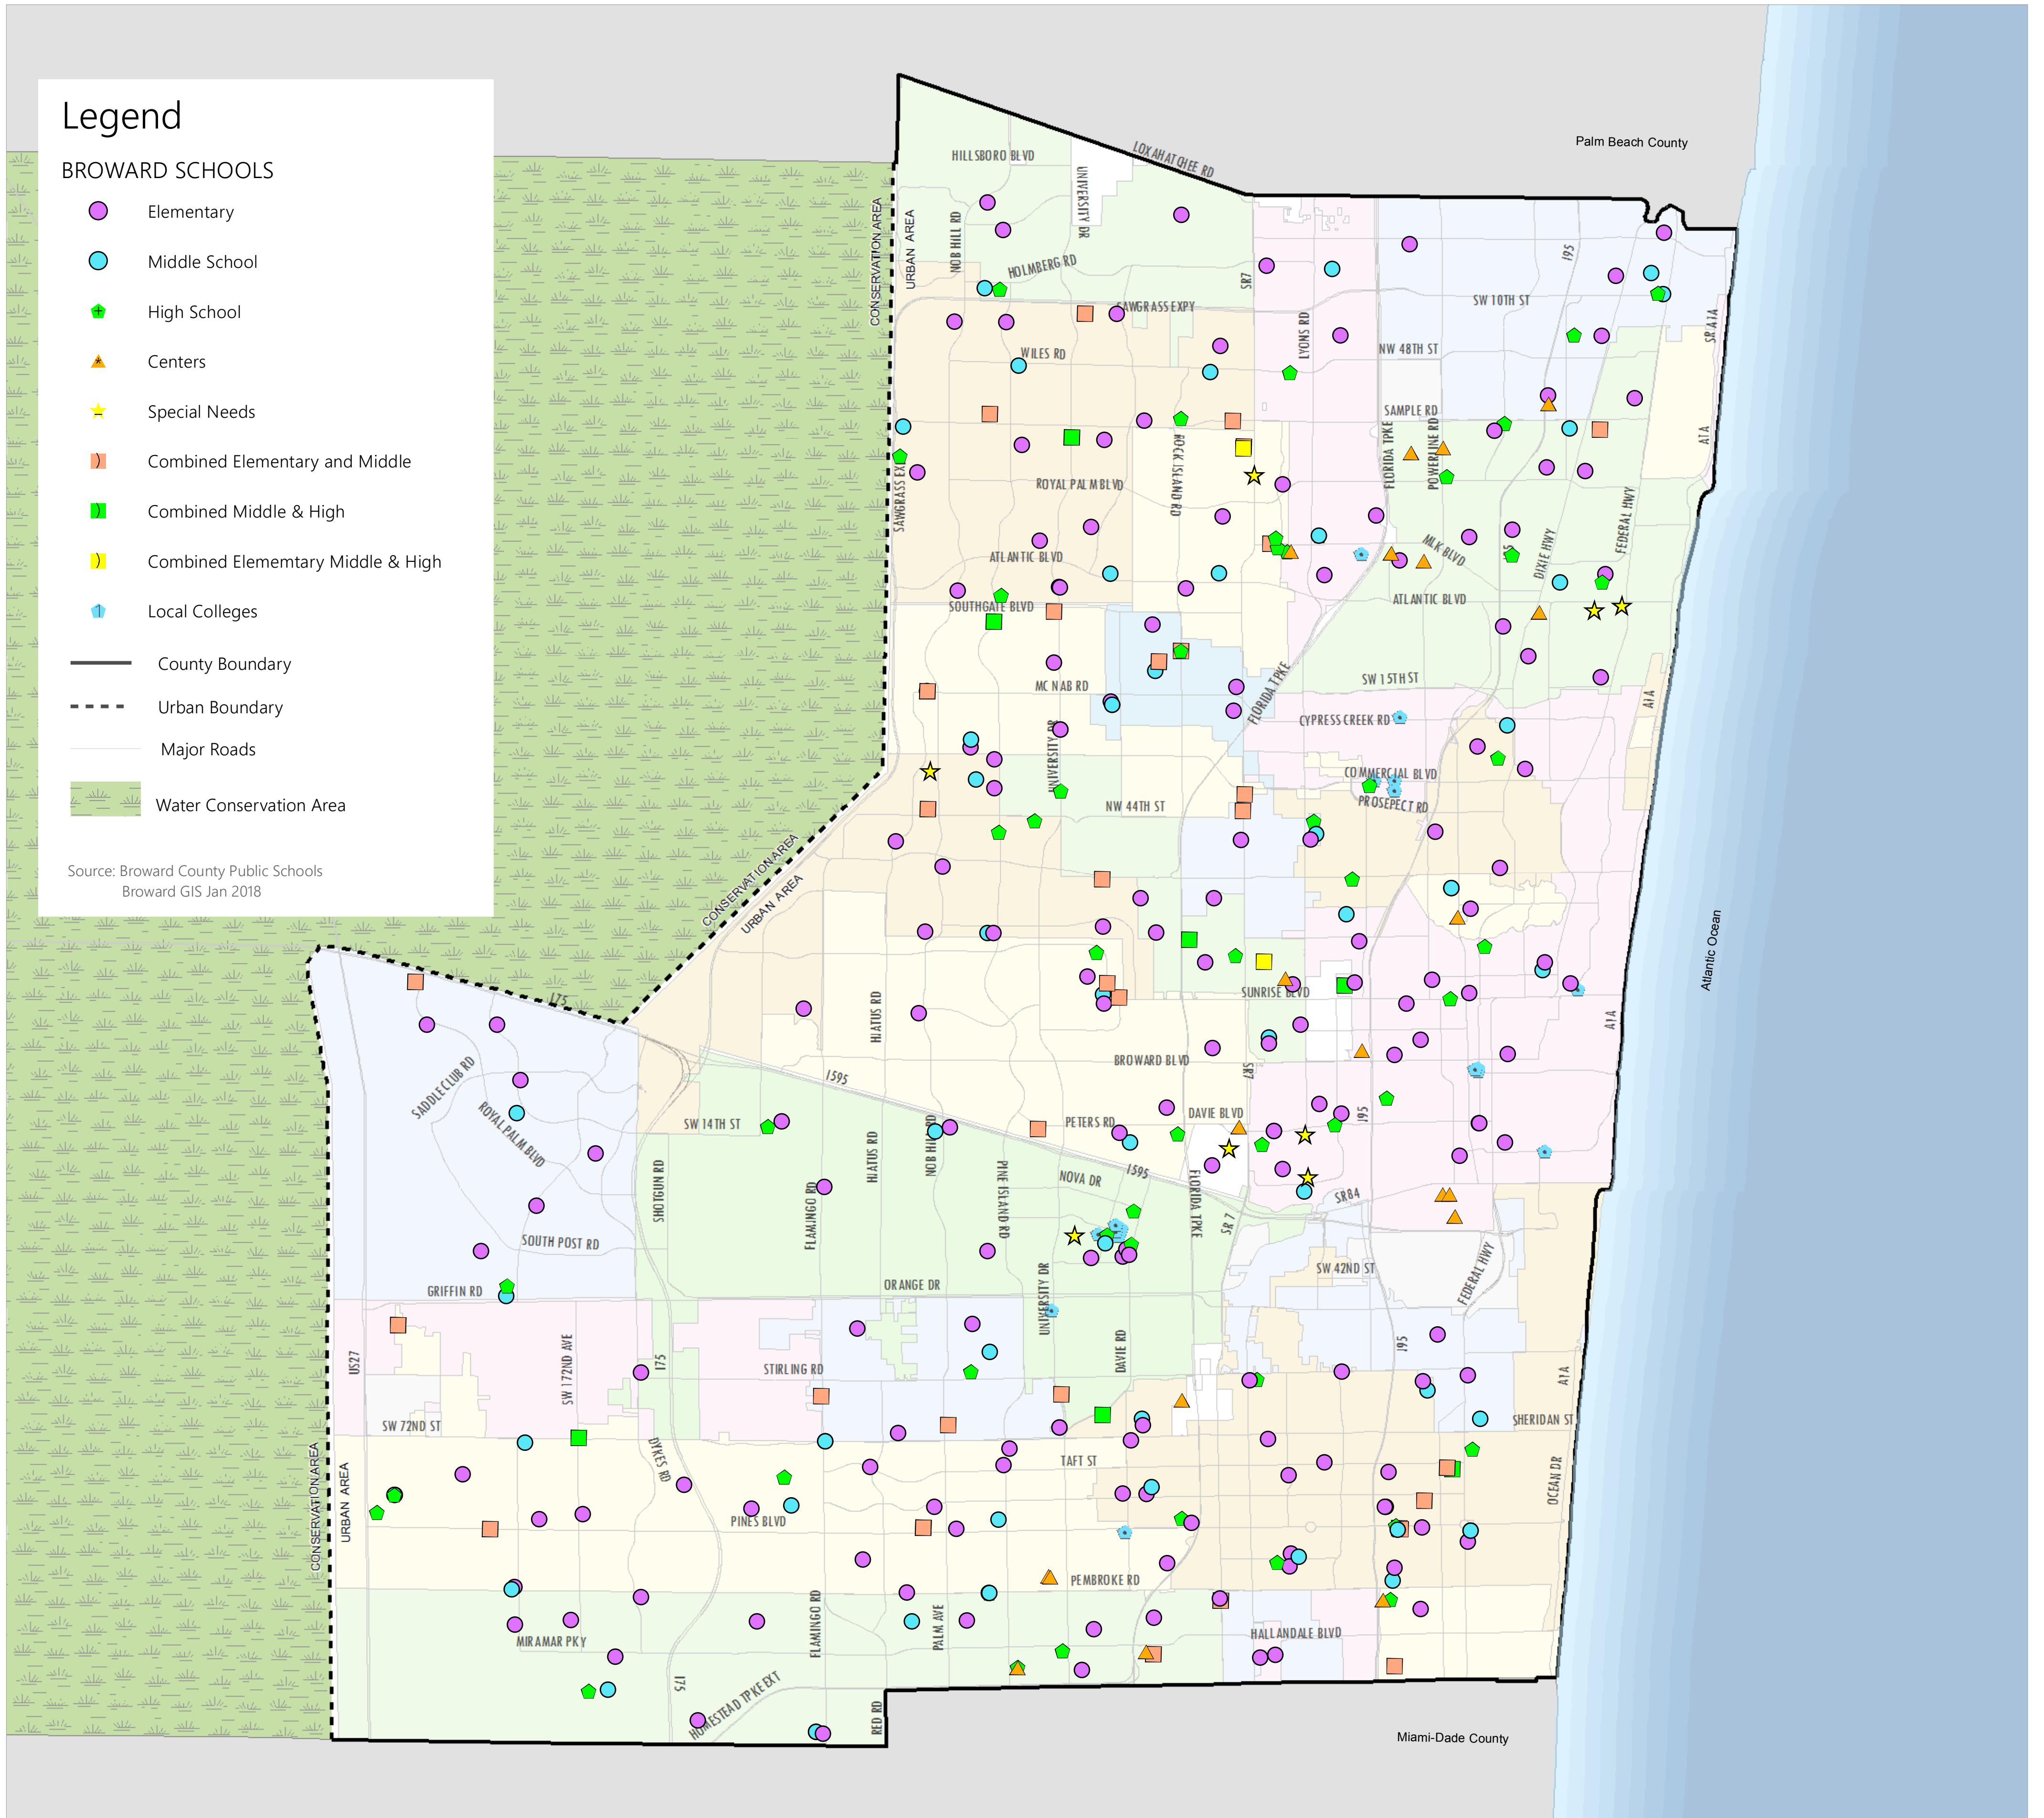 Legend
BROWARD SCHOOLS
Elementary
Middle School
High School
Centers
Special Needs
Combined Elementary and Middle
Combined Middle & High
Combined Elememtary Middle & High
Local Colleges
County Boundary
Urban Boundary
Major Roads
Water Conservation Area
Source: Broward County Public Schools
Broward GIS Jan 2018
Palm Beach County
LOXAHATCHEE RD
HILLSBORO BLVD
UNIVERSITY DR
NOB HILL RD
CONSERVATION AREA
URBAN AREA
HOLMBERG RD
SR7
I95
SAWGRASS EXPY
SW 10TH ST
SR A1A
LYONS RD
WILES RD
NW 48TH ST
SAMPLE RD
FLORIDA TPKE
POWERLINE RD
A1A
ROCK ISLAND RD
SAWGRASS EX
ROYAL PALM BLVD
FEDERAL HWY
DIXIE HWY
MLK BLVD
ATLANTIC BLVD
ATLANTIC BLVD
SOUTHGATE BLVD
MC NAB RD
SW 15TH ST
FLORIDA TPKE
A1A
CYPRESS CREEK RD
UNIVERSITY DR
COMMERCIAL BLVD
PROSPECT RD
NW 44TH ST
CONSERVATION AREA
URBAN AREA
Atlantic Ocean
I75
SUNRISE BLVD
HIATUS RD
A1A
BROWARD BLVD
SR7
I595
SADDLE CLUB RD
ROYAL PALM BLVD
SW 14TH ST
PETERS RD
DAVIE BLVD
I95
NOB HILL RD
HIATUS RD
SHOTGUN RD
PINE ISLAND RD
NOVA DR
I595
FLORIDA TPKE
SR84
SR 7
FLAMINGO RD
SOUTH POST RD
SW 42ND ST
FEDERAL HWY
GRIFFIN RD
ORANGE DR
UNIVERSITY DR
DAVIE RD
I95
US27
SW 172ND AVE
I75
STIRLING RD
A1A
SW 72ND ST
SHERIDAN ST
DYKES RD
TAFT ST
OCEAN DR
CONSERVATION AREA
URBAN AREA
PINES BLVD
PEMBROKE RD
FLAMINGO RD
PALM AVE
HALLANDALE BLVD
MIRAMAR PKY
I75
HOMESTEAD TPKE EXT
RED RD
Miami-Dade County